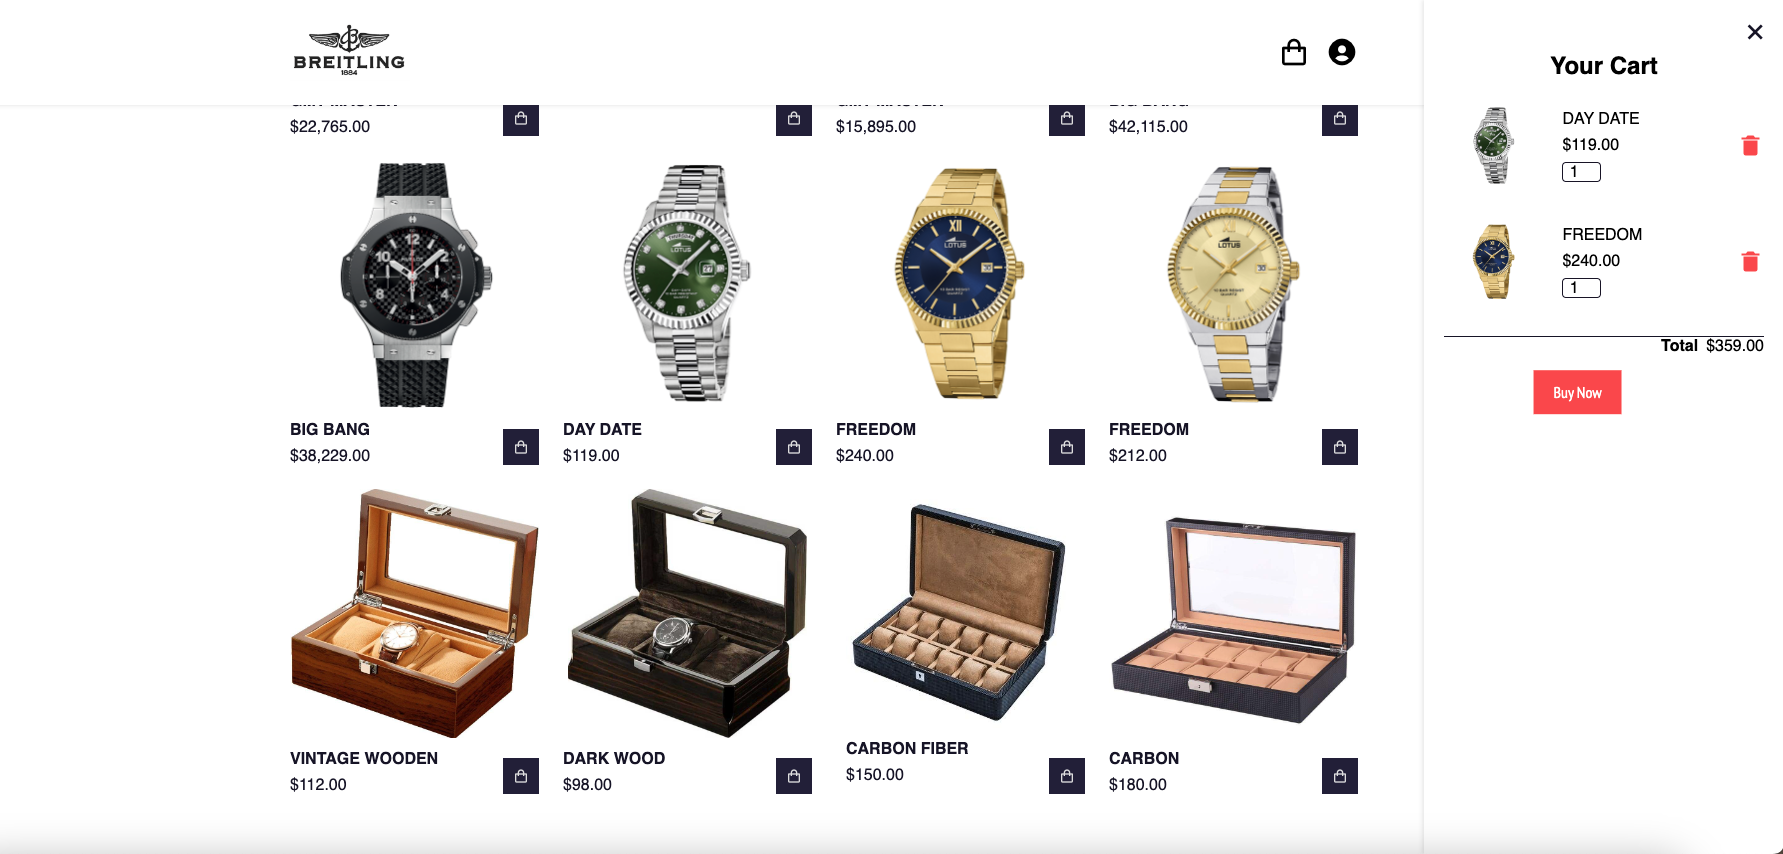 BREITLING
1884
$22,765.00
$15,895.00
$42,115.00
BIG BANG
$38,229.00
DAY DATE
$119.00
FREEDOM
$240.00
FREEDOM
$212.00
VINTAGE WOODEN
$112.00
DARK WOOD
$98.00
CARBON FIBER
$150.00
CARBON
$180.00
Your Cart
DAY DATE
$119.00
1
FREEDOM
$240.00
1
Total $359.00
Buy Now